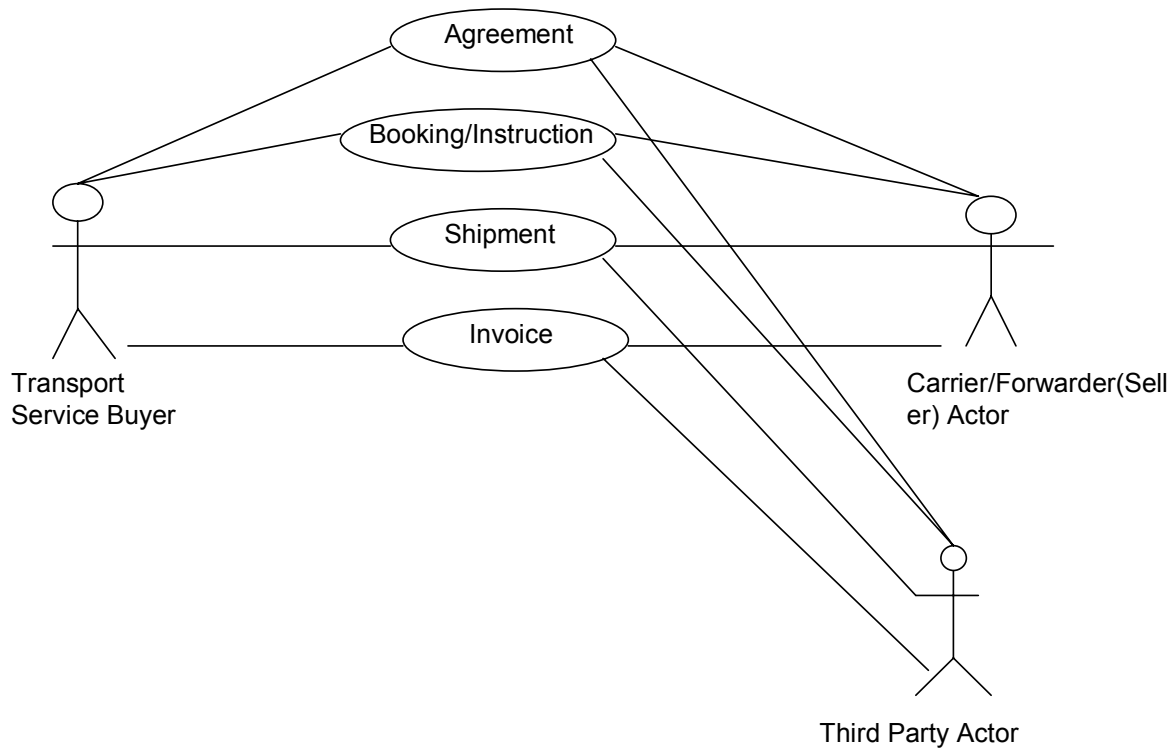 Agreement
Booking/Instruction
Shipment
Invoice
Transport
Service Buyer
Carrier/Forwarder(Sell
er) Actor
Third Party Actor